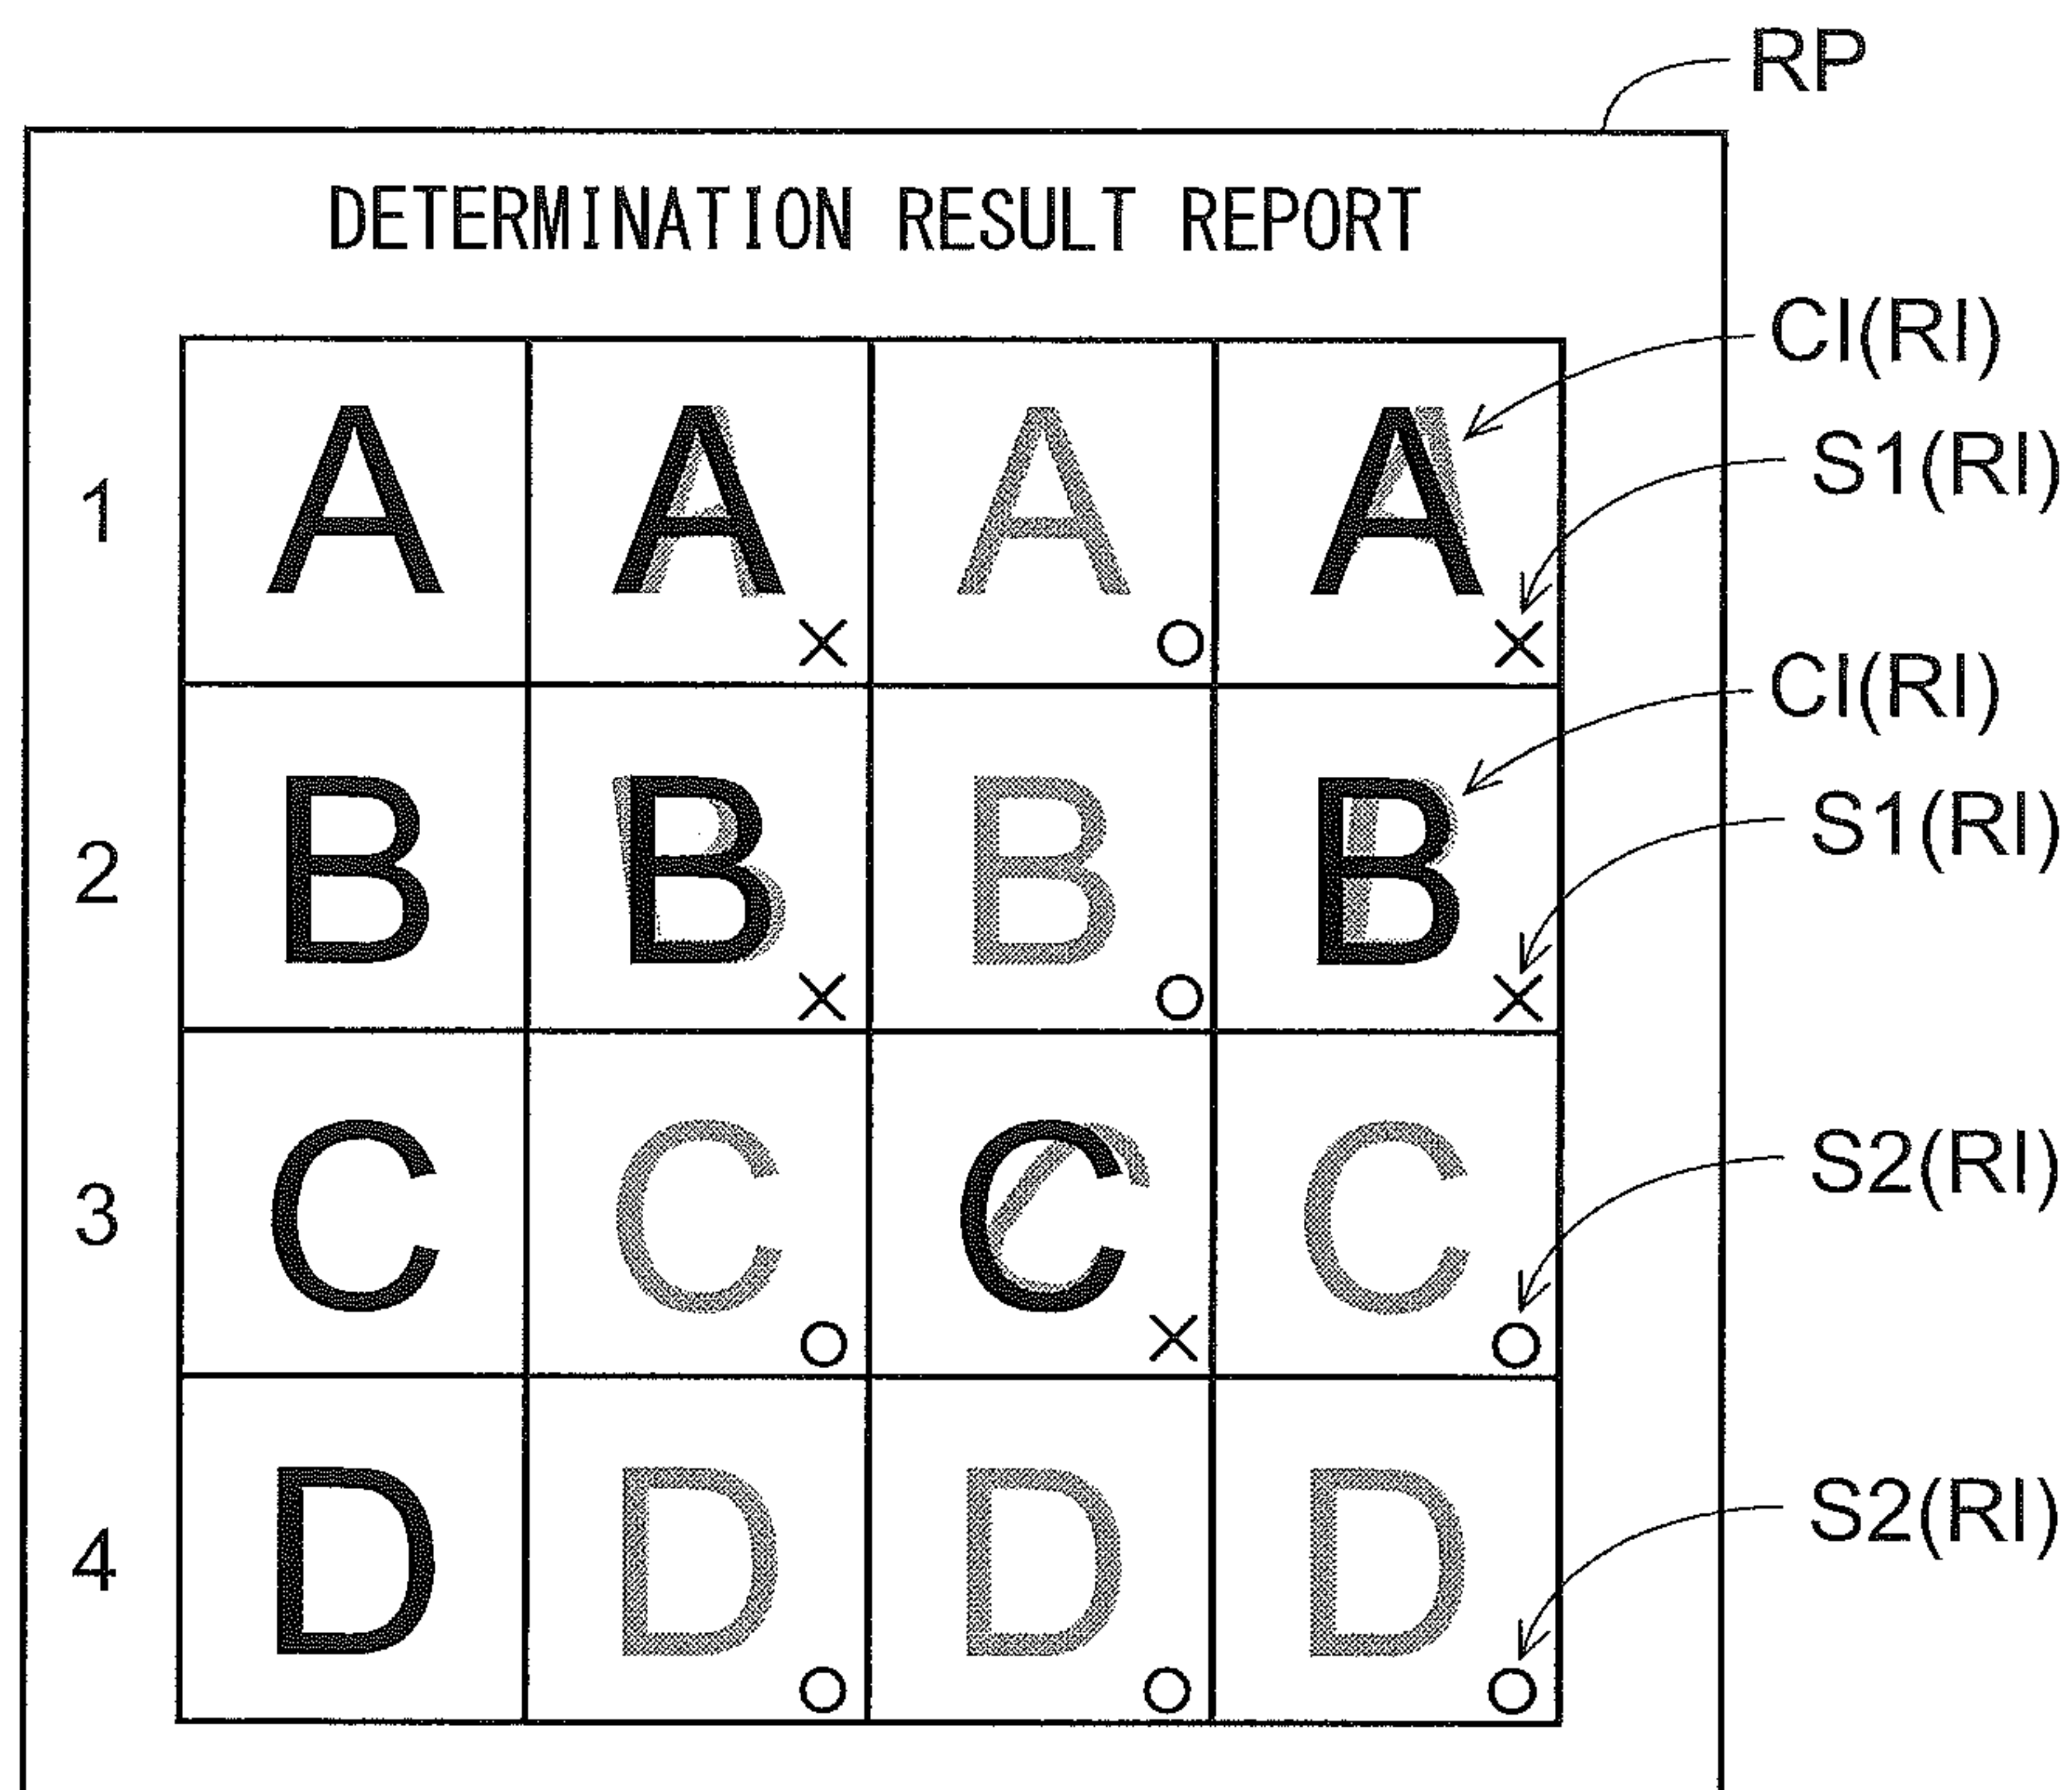 RP
DETERMINATION RESULT REPORT
CI(RI)
1 A A A A
S1(RI)
× ○ ×
CI(RI)
2 B B B B
S1(RI)
× ○ ×
3 C C C C
S2(RI)
○ × ○
4 D D D D
S2(RI)
○ ○ ○